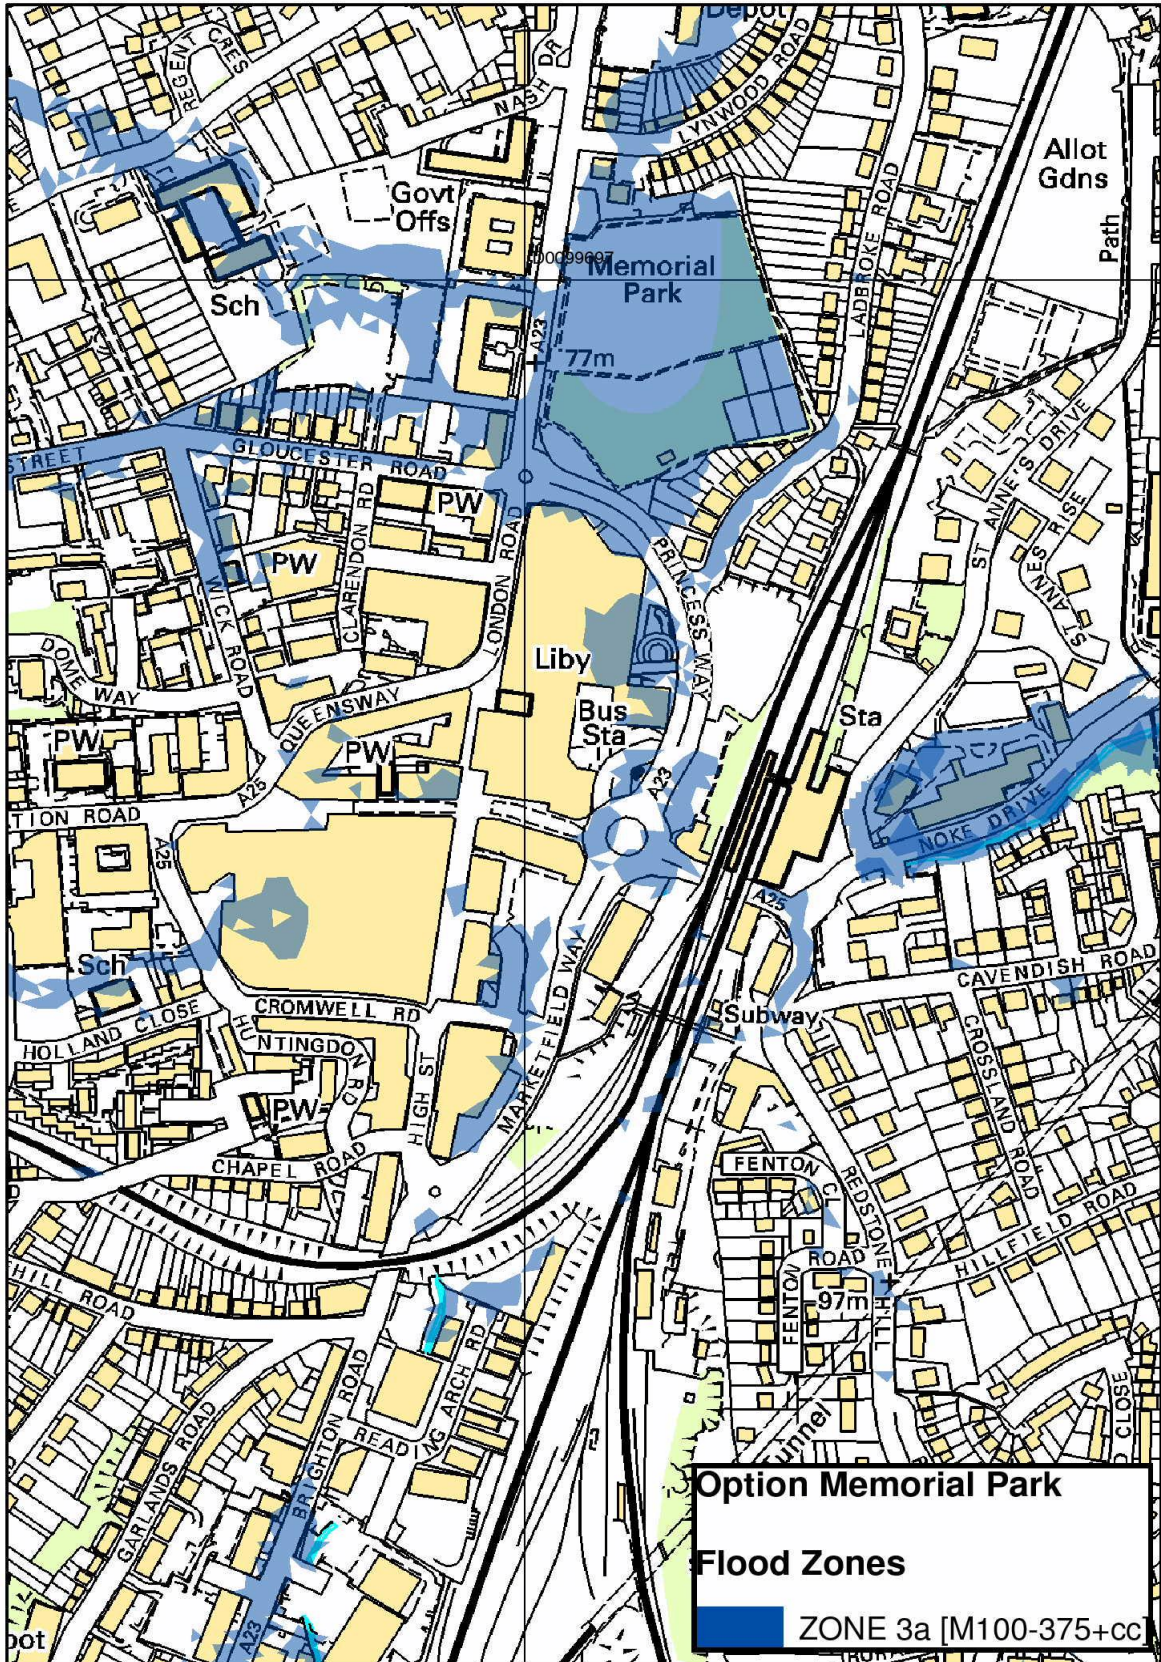 Depot
REGENT CRES
NASH DR
LYNWOOD ROAD
Allot
Gdns
Path
Govt
Offs
LADBROKE ROAD
D0099697
Memorial
Park
Sch
A23
77m
STREET
GLOUCESTER ROAD
CLARENDON RD
PW
PW
WICK ROAD
LONDON ROAD
PRINCESS WAY
ST ANNE'S DRIVE
ST ANNES RISE
DOME WAY
QUEENSWAY
Liby
Bus
Sta
Sta
PW
PW
A25
A23
TION ROAD
A25
NOKE DRIVE
A25
Sch
CAVENDISH ROAD
HOLLAND CLOSE
CROMWELL RD
HUNTINGDON RD
MARKETFIELD WAY
Subway
CROSSLAND ROAD
PW
HIGH ST
CHAPEL ROAD
FENTON CL
REDSTONE HILL
HILLFIELD ROAD
D
FENTON ROAD
97m
HILL ROAD
BRIGHTON ROAD
READING ARCH RD
GARLANDS ROAD
CLOSE
Tunnel
A23
pot
Option Memorial Park
Flood Zones
ZONE 3a [M100-375+cc]